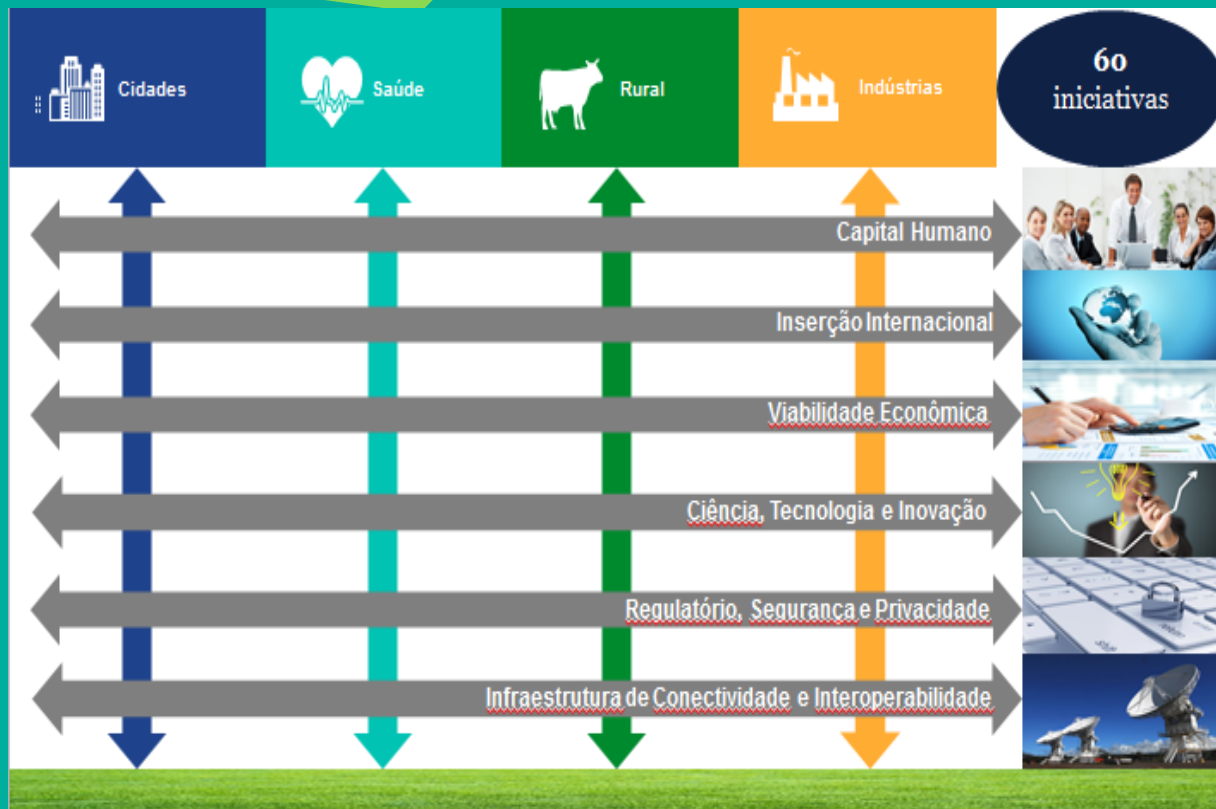 Cidades
Saúde
Rural
Indústrias
60
iniciativas
Capital Humano
Inserção Internacional
Viabilidade Econômica
Ciência, Tecnologia e Inovação
Regulatório, Segurança e Privacidade
Infraestrutura de Conectividade e Interoperabilidade